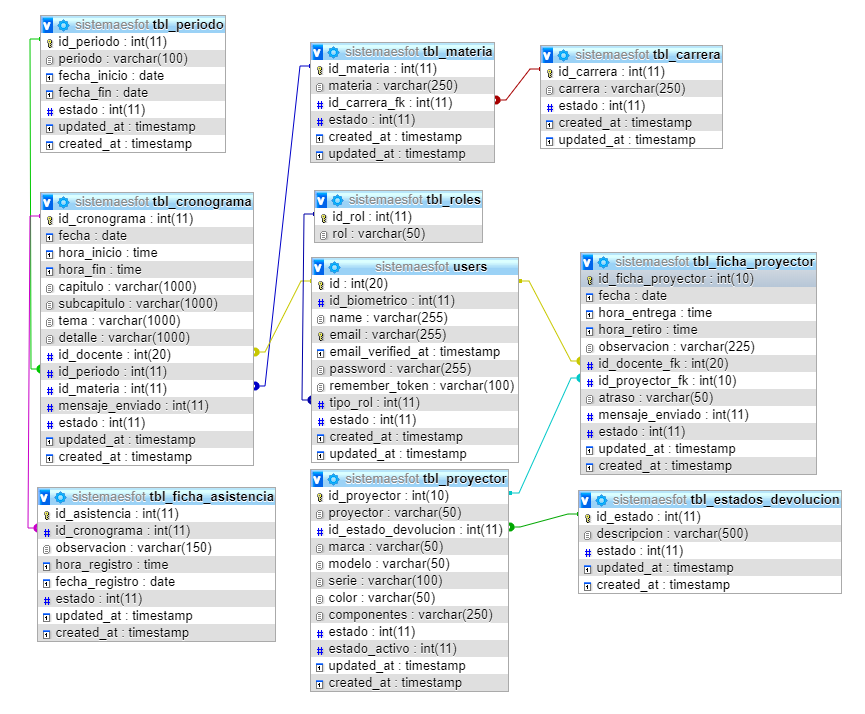 sistemaesfot tbl_periodo
id_periodo : int(11)
periodo : varchar(100)
fecha_inicio : date
fecha_fin : date
estado : int(11)
updated_at : timestamp
created_at : timestamp
sistemaesfot tbl_materia
id_materia : int(11)
materia : varchar(250)
id_carrera_fk : int(11)
estado : int(11)
created_at : timestamp
updated_at : timestamp
sistemaesfot tbl_carrera
id_carrera : int(11)
carrera : varchar(250)
estado : int(11)
created_at : timestamp
updated_at : timestamp
sistemaesfot tbl_cronograma
id_cronograma : int(11)
fecha : date
hora_inicio : time
hora_fin : time
capitulo : varchar(1000)
subcapitulo : varchar(1000)
tema : varchar(1000)
detalle : varchar(1000)
id_docente : int(20)
id_periodo : int(11)
id_materia : int(11)
mensaje_enviado : int(11)
estado : int(11)
updated_at : timestamp
created_at : timestamp
sistemaesfot tbl_roles
id_rol : int(11)
rol : varchar(50)
sistemaesfot users
id : int(20)
id_biometrico : int(11)
name : varchar(255)
email : varchar(255)
email_verified_at : timestamp
password : varchar(255)
remember_token : varchar(100)
tipo_rol : int(11)
estado : int(11)
created_at : timestamp
updated_at : timestamp
sistemaesfot tbl_ficha_proyector
id_ficha_proyector : int(10)
fecha : date
hora_entrega : time
hora_retiro : time
observacion : varchar(225)
id_docente_fk : int(20)
id_proyector_fk : int(10)
atraso : varchar(50)
mensaje_enviado : int(11)
estado : int(11)
updated_at : timestamp
created_at : timestamp
sistemaesfot tbl_ficha_asistencia
id_asistencia : int(11)
id_cronograma : int(11)
observacion : varchar(150)
hora_registro : time
fecha_registro : date
estado : int(11)
updated_at : timestamp
created_at : timestamp
sistemaesfot tbl_proyector
id_proyector : int(10)
proyector : varchar(50)
id_estado_devolucion : int(11)
marca : varchar(50)
modelo : varchar(50)
serie : varchar(100)
color : varchar(50)
componentes : varchar(250)
estado : int(11)
estado_activo : int(11)
updated_at : timestamp
created_at : timestamp
sistemaesfot tbl_estados_devolucion
id_estado : int(11)
descripcion : varchar(500)
estado : int(11)
updated_at : timestamp
created_at : timestamp